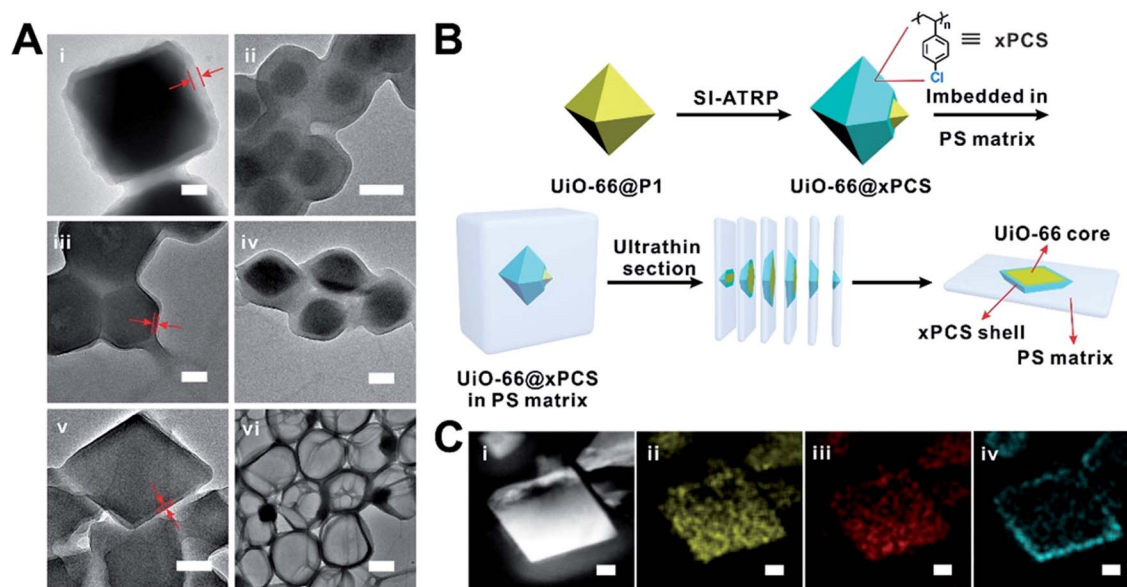 A
i
ii
iii
iv
v
vi
B
n
Cl
≡ xPCS
SI-ATRP
Imbedded in
PS matrix
UiO-66@P1
UiO-66@xPCS
Ultrathin
section
UiO-66 core
xPCS shell
PS matrix
UiO-66@xPCS
in PS matrix
C
i
ii
iii
iv